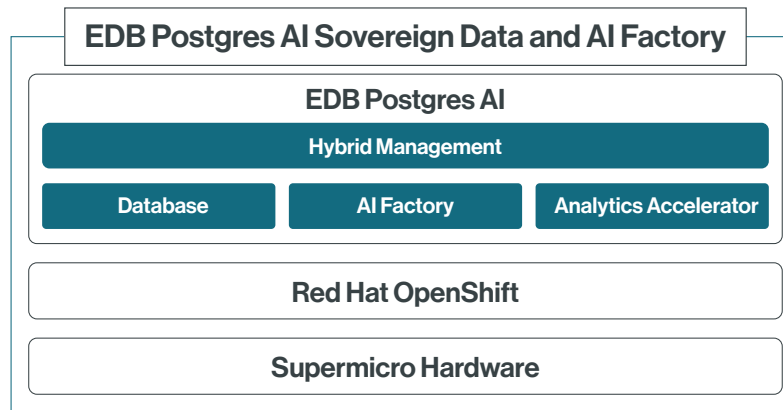 EDB Postgres AI Sovereign Data and AI Factory
EDB Postgres AI
Hybrid Management
Database
AI Factory
Analytics Accelerator
Red Hat OpenShift
Supermicro Hardware